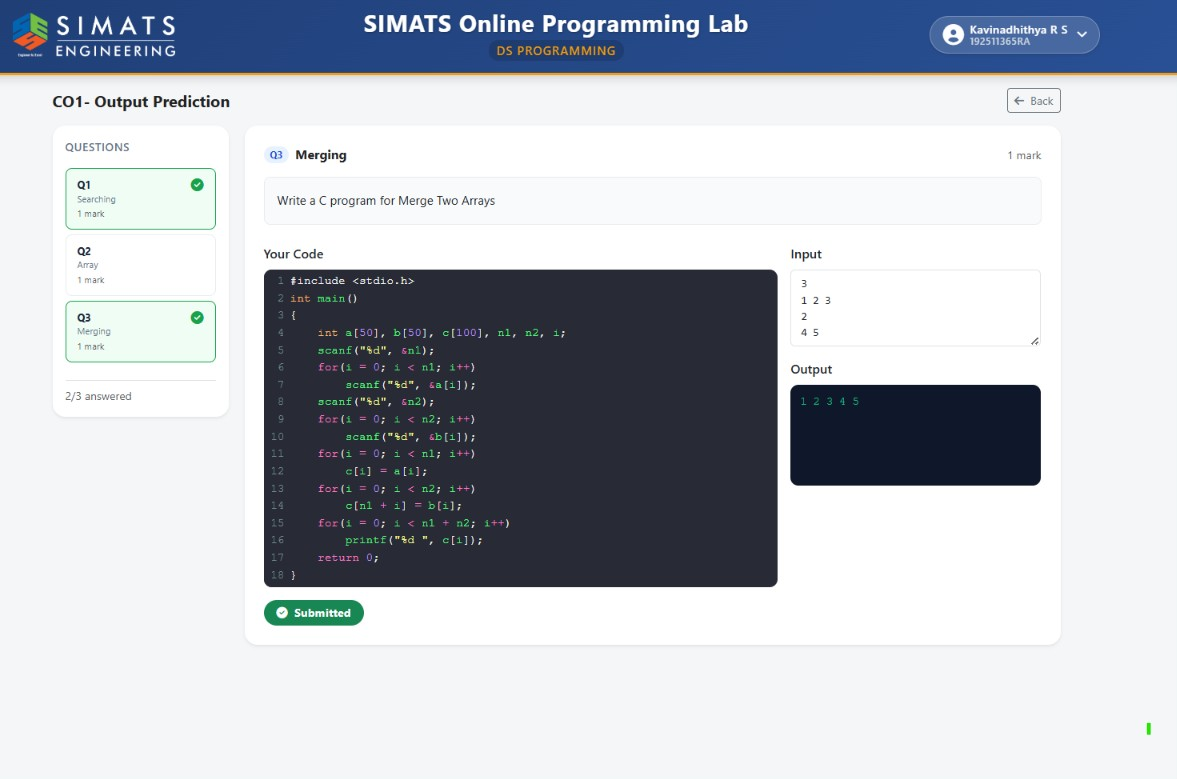 SIMATS
ENGINEERING
SIMATS Online Programming Lab
DS PROGRAMMING
Kavinadhithya R S
192511365RA
CO1- Output Prediction
Back
QUESTIONS
Q1
Searching
1 mark
Q2
Array
1 mark
Q3
Merging
1 mark
2/3 answered
Q3 Merging
1 mark
Write a C program for Merge Two Arrays
Your Code
1 #include <stdio.h>
2 int main()
3 {
4     int a[50], b[50], c[100], n1, n2, i;
5     scanf("%d", &n1);
6     for(i = 0; i < n1; i++)
7         scanf("%d", &a[i]);
8     scanf("%d", &n2);
9     for(i = 0; i < n2; i++)
10         scanf("%d", &b[i]);
11     for(i = 0; i < n1; i++)
12         c[i] = a[i];
13     for(i = 0; i < n2; i++)
14         c[n1 + i] = b[i];
15     for(i = 0; i < n1 + n2; i++)
16         printf("%d ", c[i]);
17     return 0;
18 }
Submitted
Input
3
1 2 3
2
4 5
Output
1 2 3 4 5